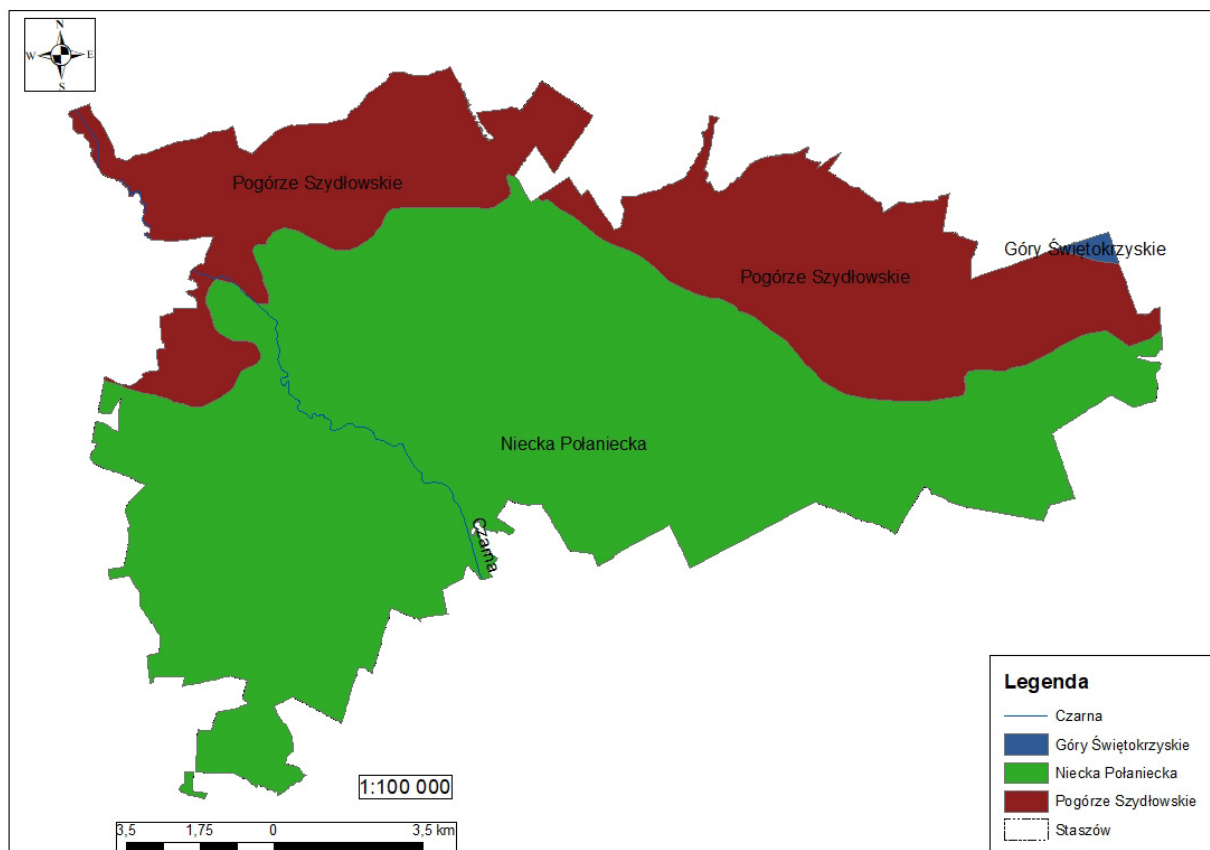 N
W E
S
Pogórze Szydłowskie
Góry Świętokrzyskie
Pogórze Szydłowskie
Niecka Połaniecka
Czarna
Legenda
Czarna
Góry Świętokrzyskie
Niecka Połaniecka
Pogórze Szydłowskie
Staszów
1:100 000
3,5 1,75 0 3,5 km